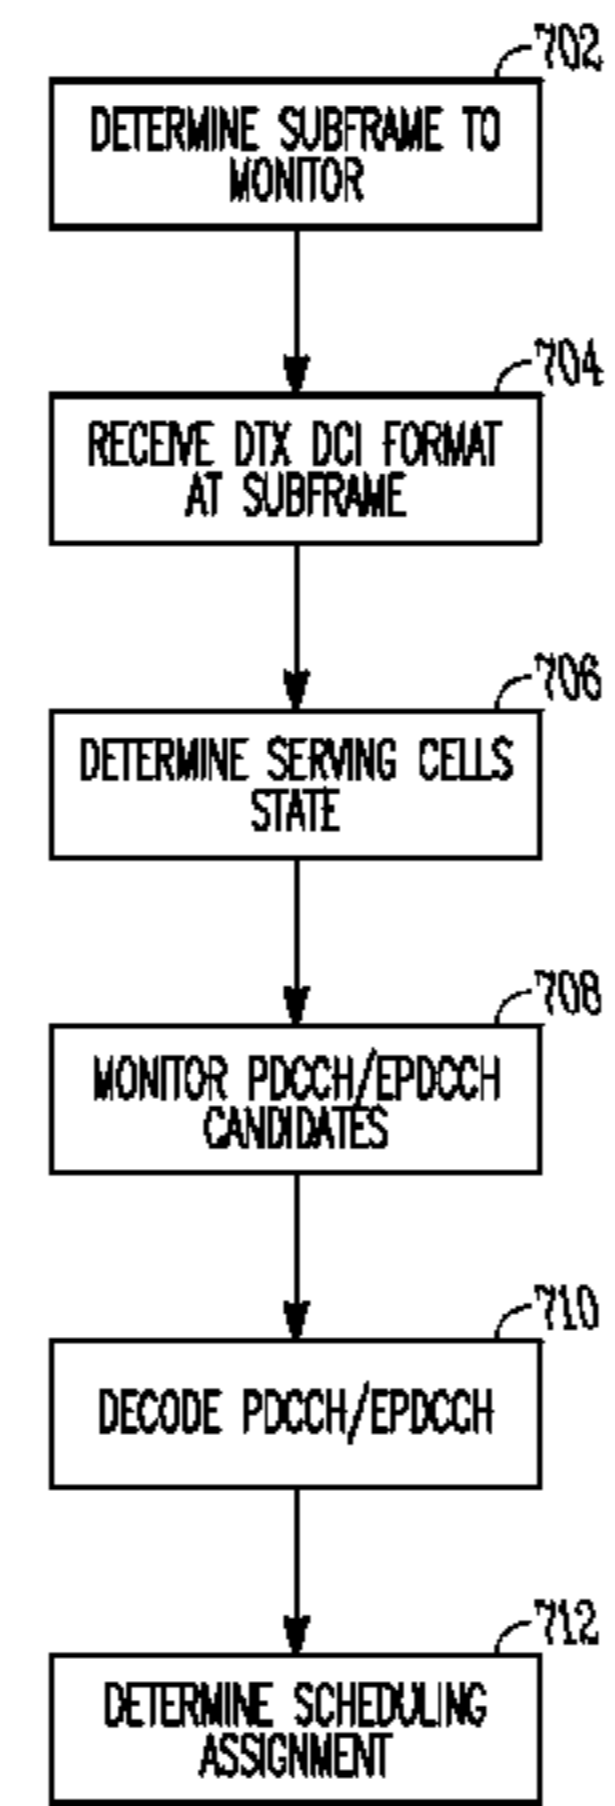 702
DETERMINE SUBFRAME TO
MONITOR
704
RECEIVE DTX DCI FORMAT
AT SUBFRAME
706
DETERMINE SERVING CELLS
STATE
708
MONITOR PDCCH/EPDCCH
CANDIDATES
710
DECODE PDCCH/EPDCCH
712
DETERMINE SCHEDULING
ASSIGNMENT